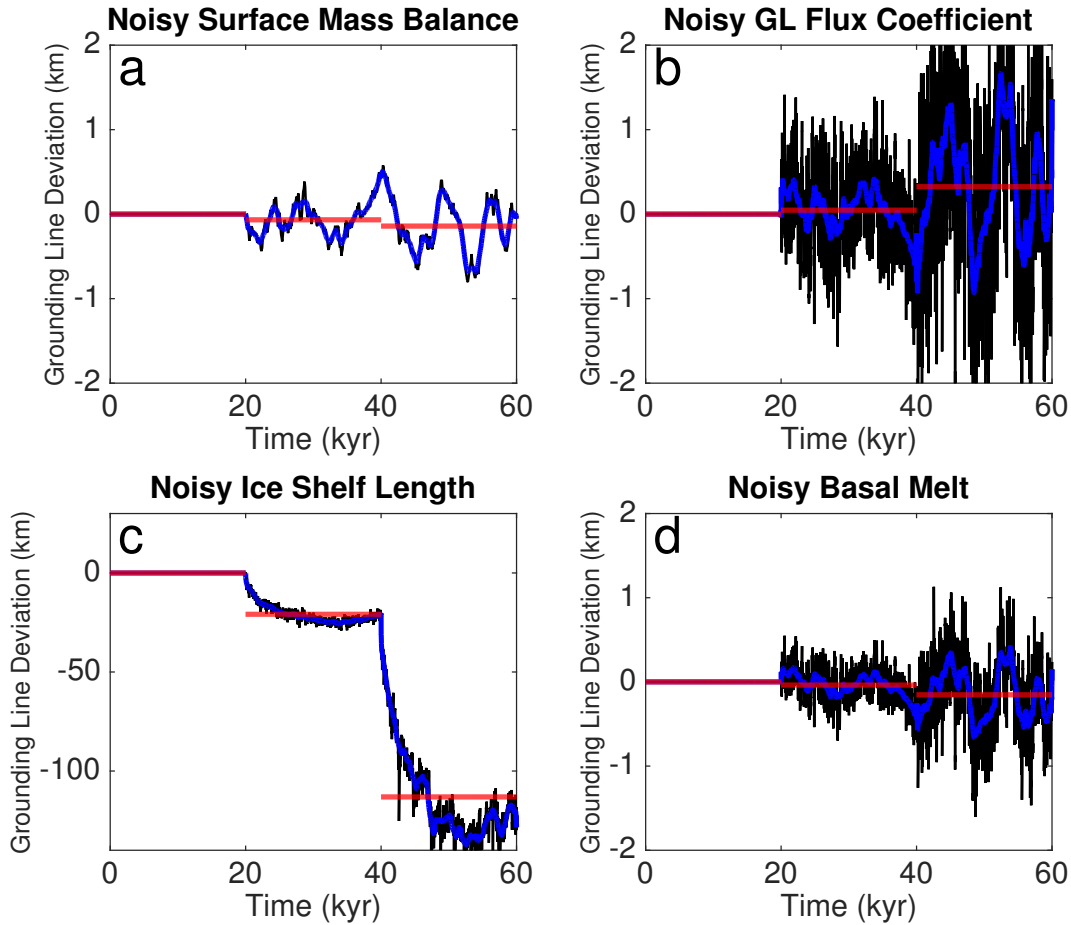 Noisy Surface Mass Balance
a
Grounding Line Deviation (km)
2
1
0
-1
-2
0
20
40
60
Time (kyr)
Noisy GL Flux Coefficient
b
Grounding Line Deviation (km)
2
1
0
-1
-2
0
20
40
60
Time (kyr)
Noisy Ice Shelf Length
c
Grounding Line Deviation (km)
0
-50
-100
0
20
40
60
Time (kyr)
Noisy Basal Melt
d
Grounding Line Deviation (km)
2
1
0
-1
-2
0
20
40
60
Time (kyr)